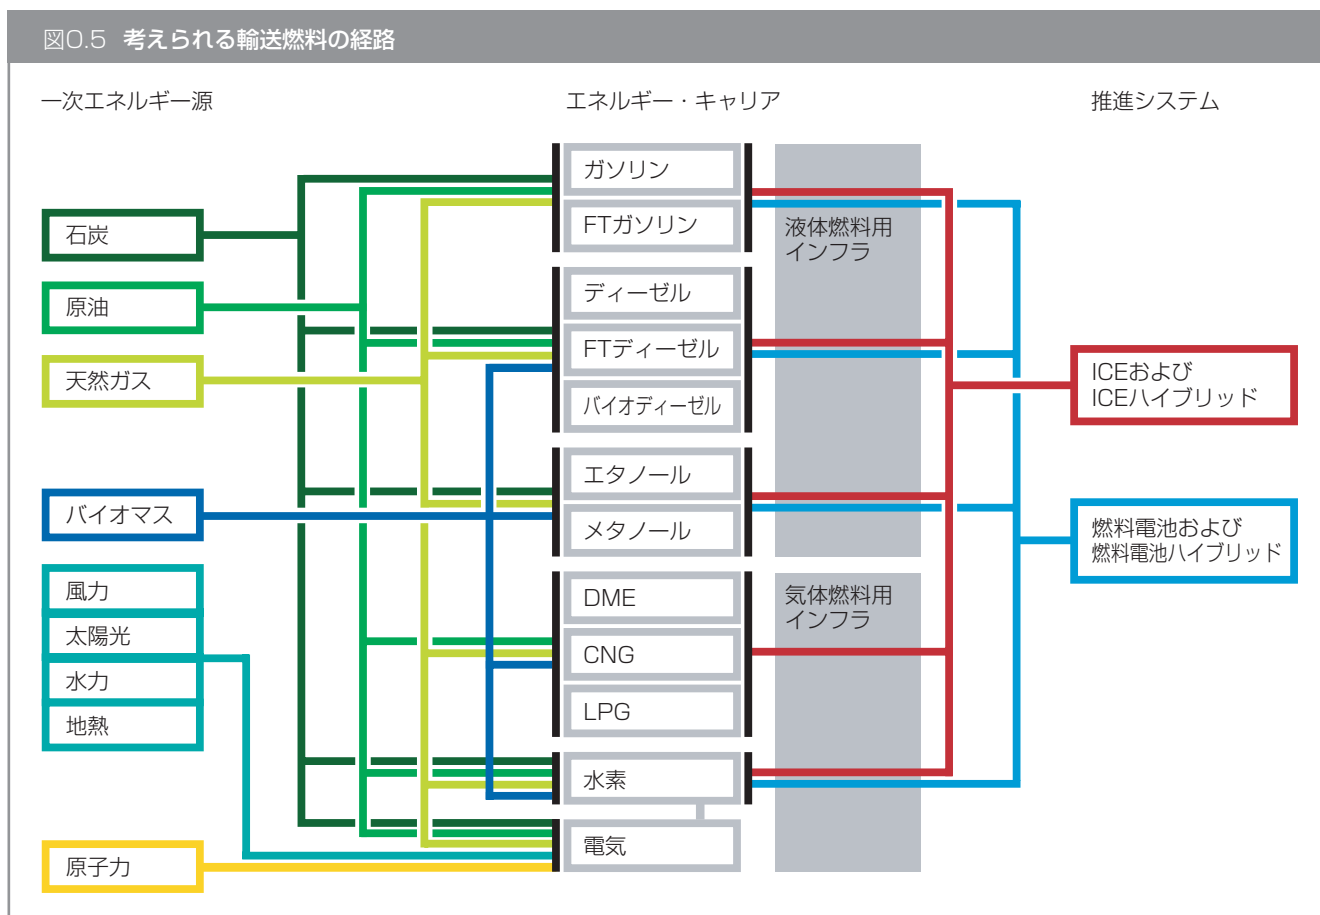 図0.5 考えられる輸送燃料の経路
一次エネルギー源
エネルギー・キャリア
推進システム
石炭
原油
天然ガス
バイオマス
風力
太陽光
水力
地熱
原子力
ガソリン
FTガソリン
ディーゼル
FTディーゼル
バイオディーゼル
エタノール
メタノール
DME
CNG
LPG
水素
電気
液体燃料用
インフラ
気体燃料用
インフラ
ICEおよび
ICEハイブリッド
燃料電池および
燃料電池ハイブリッド